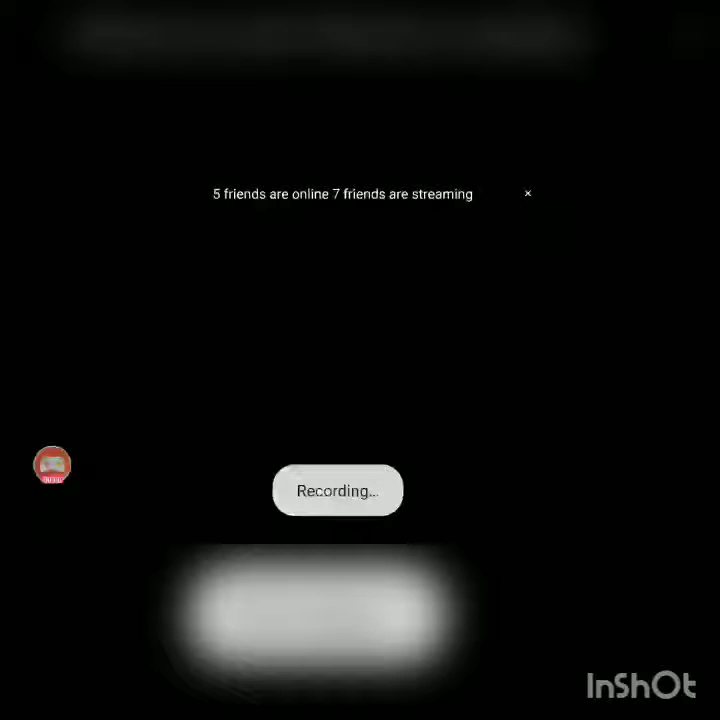 5 friends are online 7 friends are streaming ×
Recording...
InShOt